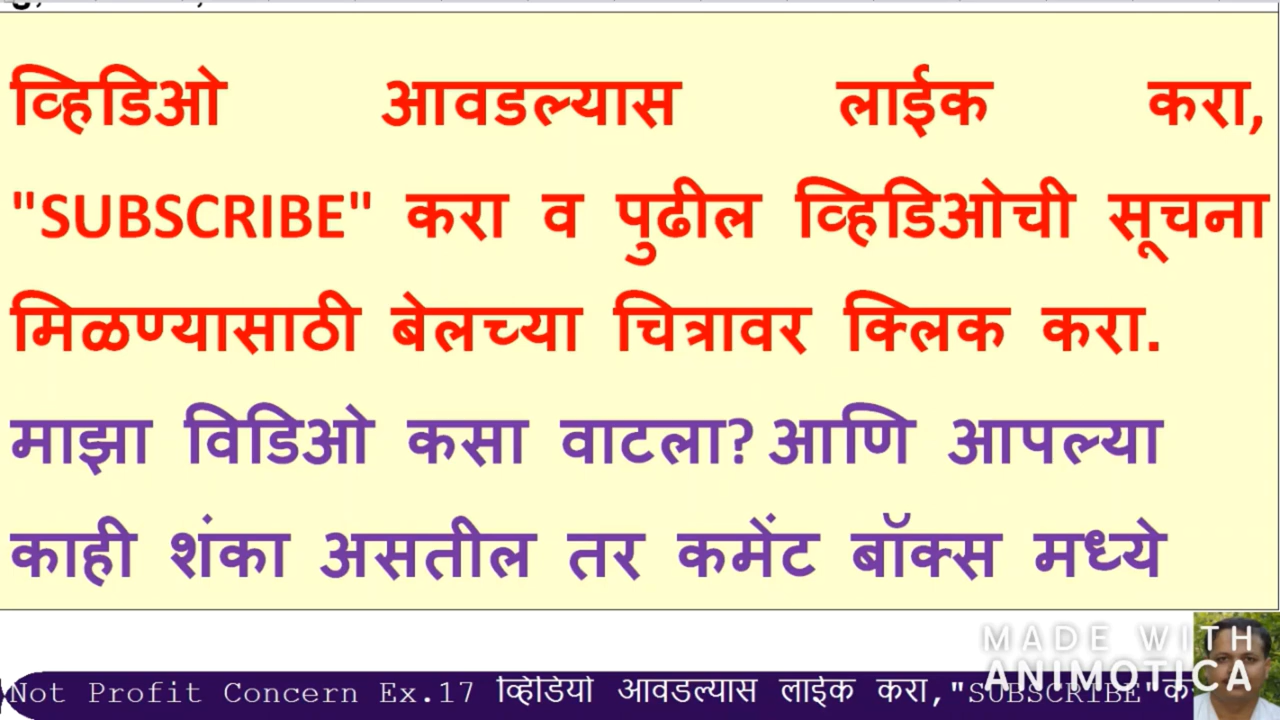 व्हिडिओ आवडल्यास लाईक करा,
"SUBSCRIBE" करा व पुढील व्हिडिओची सूचना
मिळण्यासाठी बेलच्या चित्रावर क्लिक करा.
माझा विडिओ कसा वाटला? आणि आपल्या
काही शंका असतील तर कमेंट बॉक्स मध्ये
MADE WITH
ANIMOTICA
Not Profit Concern Ex.17 व्हिडियो आवडल्यास लाईक करा,"SUBSCRIBE"क